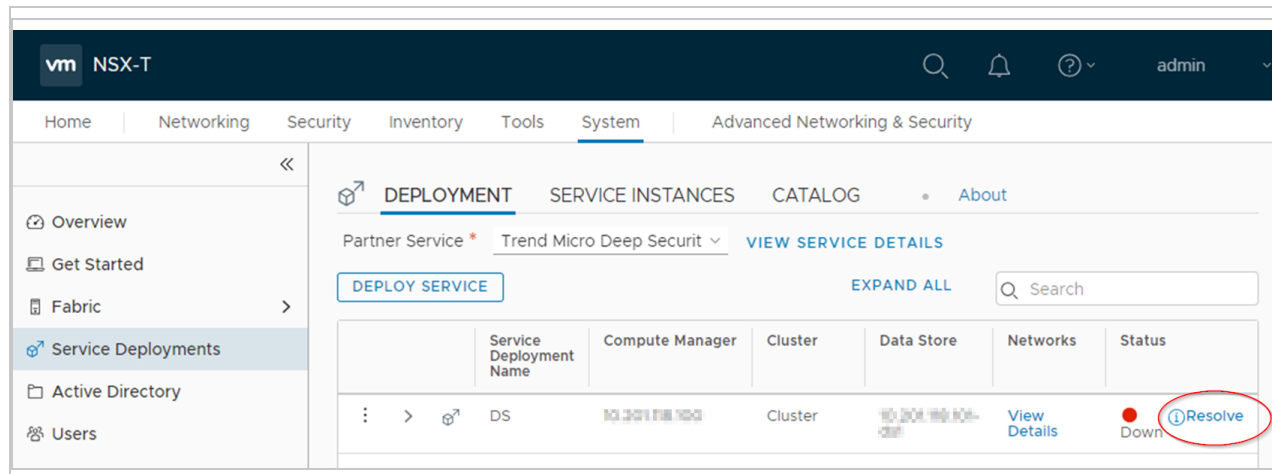 vm NSX-T admin
Home Networking Security Inventory Tools System Advanced Networking & Security
Overview
Get Started
Fabric
Service Deployments
Active Directory
Users
DEPLOYMENT SERVICE INSTANCES CATALOG About
Partner Service * Trend Micro Deep Securit VIEW SERVICE DETAILS
DEPLOY SERVICE EXPAND ALL Search
Service Deployment Name Compute Manager Cluster Data Store Networks Status
DS Cluster View Details Down Resolve